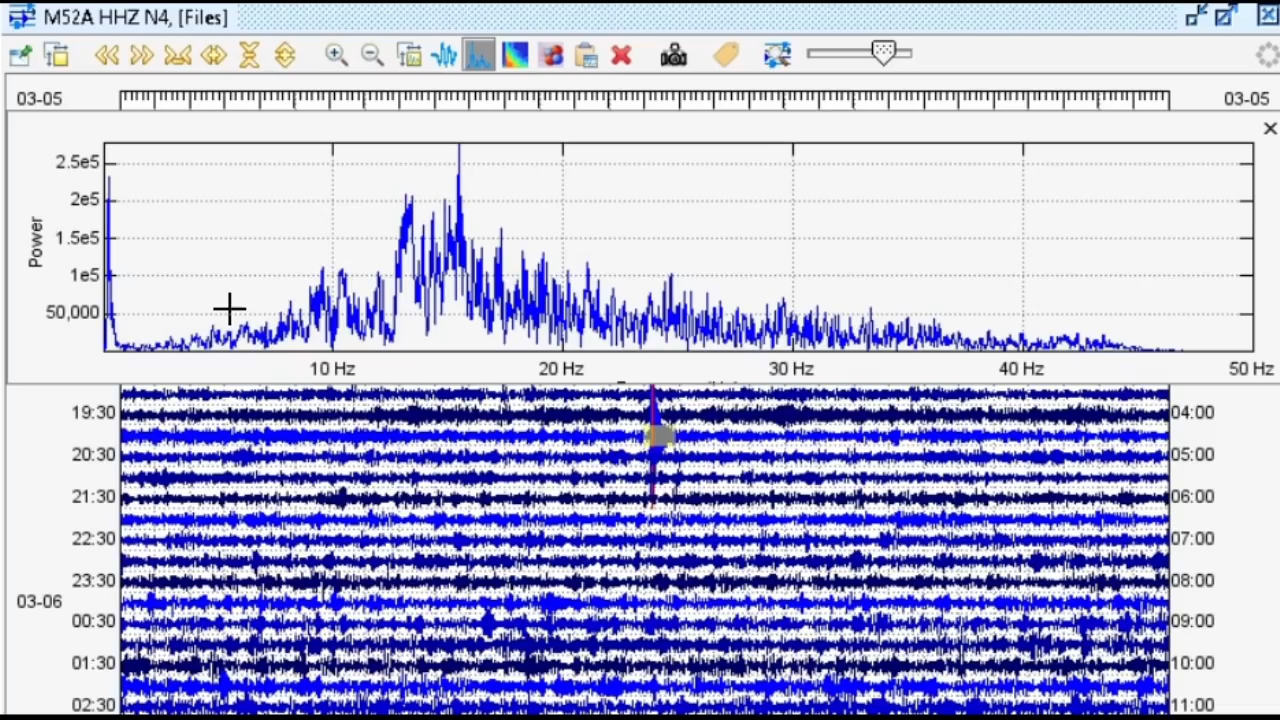 M52A HHZ N4, [Files]
03-05 03-05
2.5e5
2e5
1.5e5
1e5
50,000
Power
10 Hz 20 Hz 30 Hz 40 Hz 50 Hz
19:30 04:00
20:30 05:00
21:30 06:00
22:30 07:00
23:30 08:00
03-06
00:30 09:00
01:30 10:00
02:30 11:00